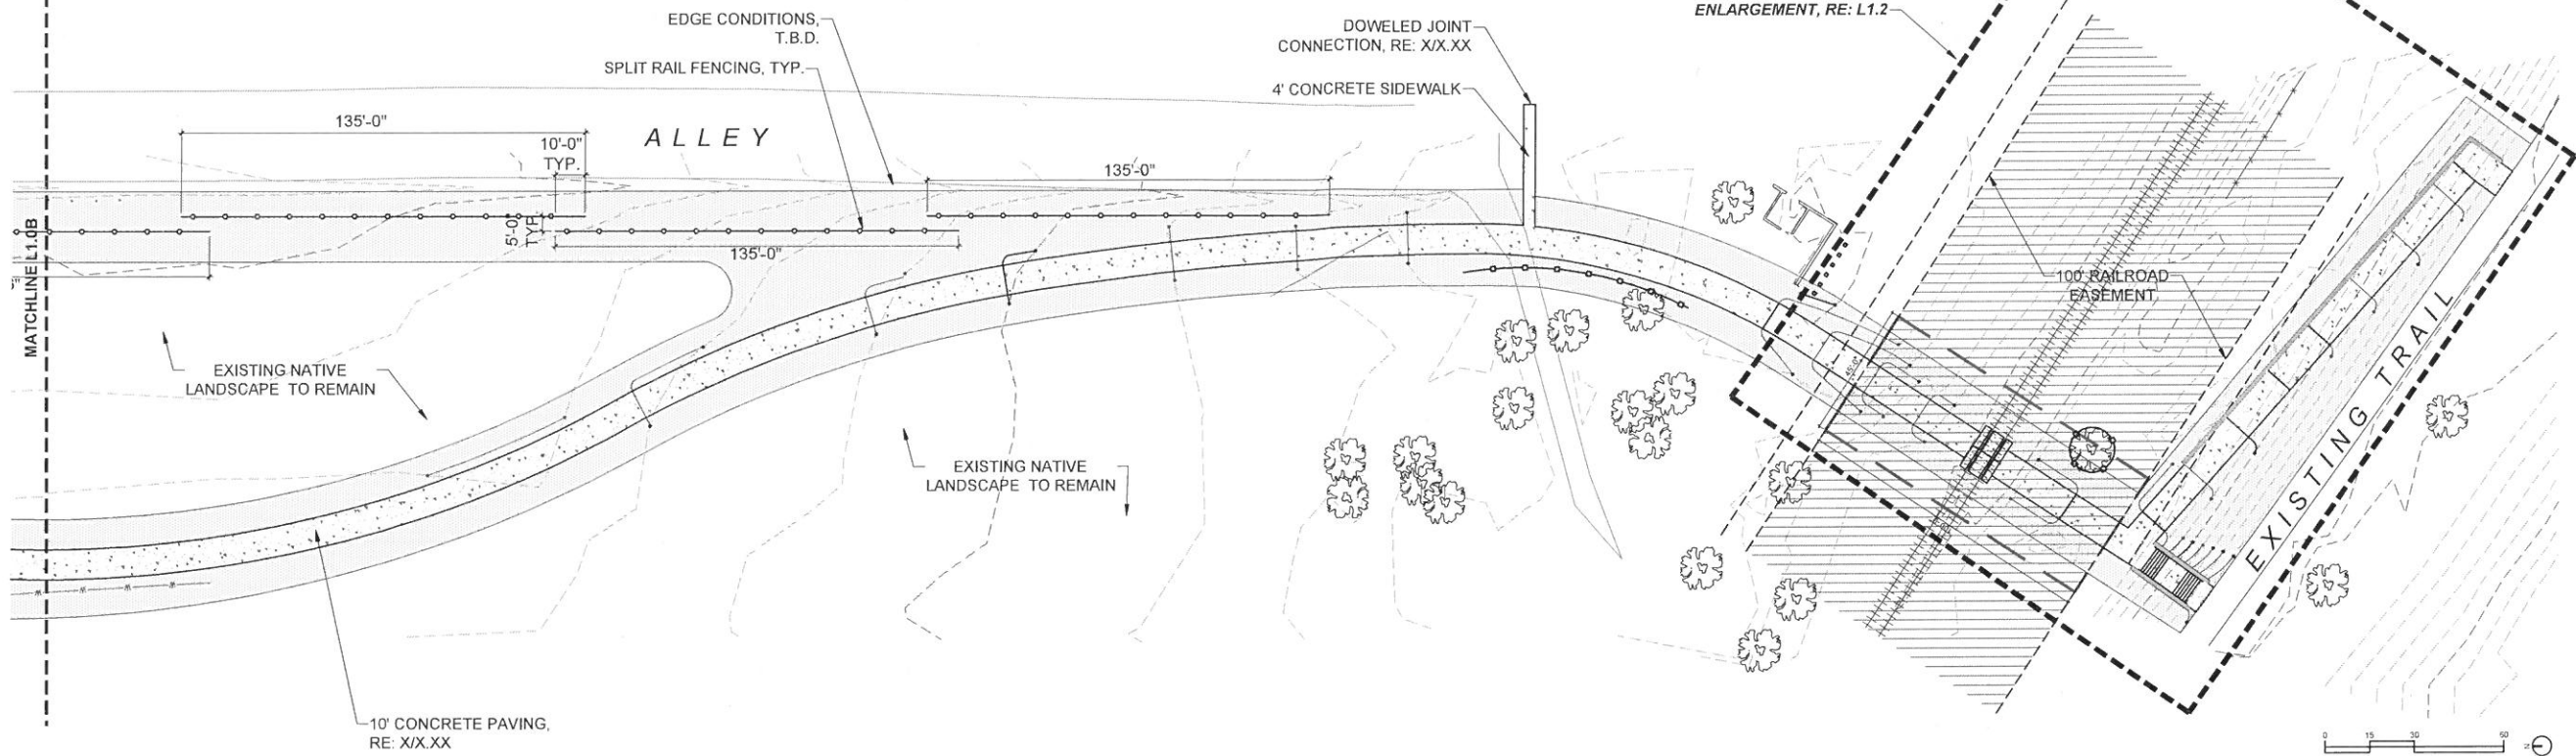 EDGE CONDITIONS,
T.B.D.
SPLIT RAIL FENCING, TYP.
DOWELED JOINT
CONNECTION, RE: X/X.XX
4' CONCRETE SIDEWALK
ENLARGEMENT, RE: L1.2
135'-0"
10'-0"
TYP.
ALLEY
135'-0"
5'-0
TYP.
135'-0"
MATCHLINE L1.0B
EXISTING NATIVE
LANDSCAPE TO REMAIN
EXISTING NATIVE
LANDSCAPE TO REMAIN
100' RAILROAD
EASEMENT
45'-0"
EXISTING TRAIL
10' CONCRETE PAVING,
RE: X/X.XX
0 15 30 50
N